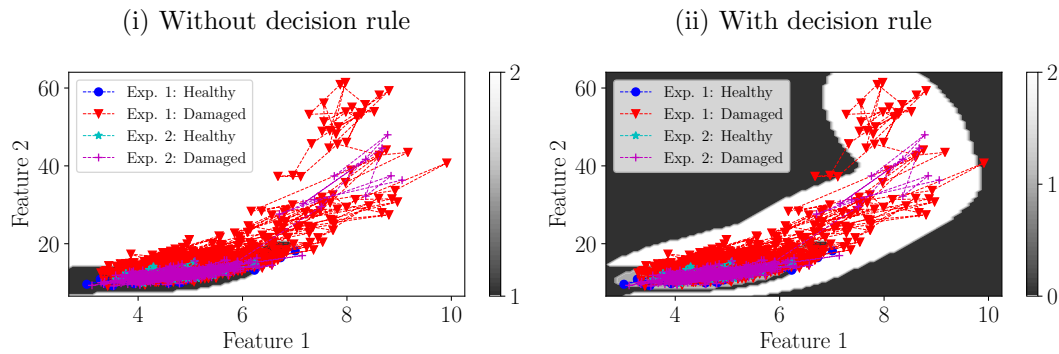 (i) Without decision rule
(ii) With decision rule
Feature 2
60
40
20
4
6
8
10
Feature 1
Exp. 1: Healthy
Exp. 1: Damaged
Exp. 2: Healthy
Exp. 2: Damaged
2
1
Feature 2
60
40
20
4
6
8
10
Feature 1
Exp. 1: Healthy
Exp. 1: Damaged
Exp. 2: Healthy
Exp. 2: Damaged
2
1
0